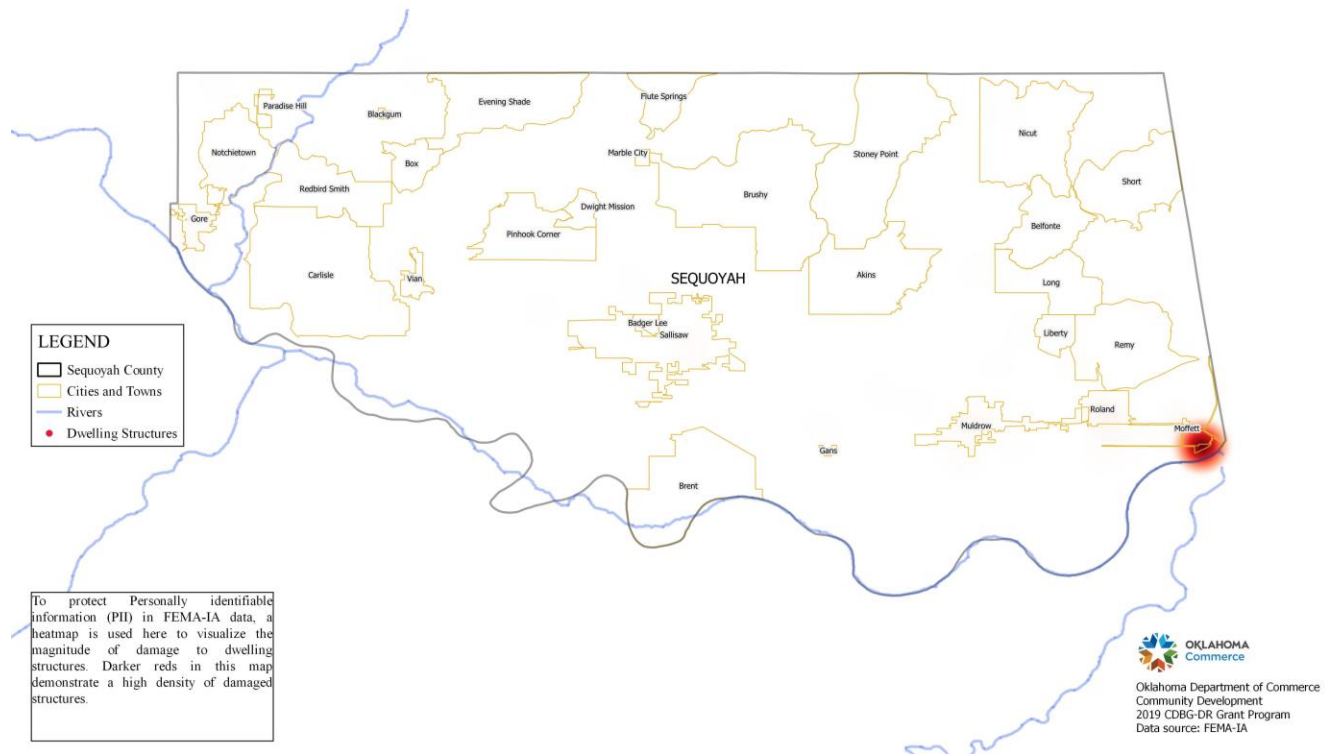 Paradise Hill
Blackgum
Evening Shade
Flute Springs
Nicut
Notchietown
Box
Marble City
Stoney Point
Redbird Smith
Brushy
Short
Dwight Mission
Gore
Pinhook Corner
Belfonte
Carlisle
Vian
SEQUOYAH
Akins
Long
Badger Lee
Sallisaw
Liberty
Remy
LEGEND
Sequoyah County
Cities and Towns
Rivers
Dwelling Structures
Roland
Muldrow
Moffett
Gans
Brent
To protect Personally identifiable
information (PII) in FEMA-IA data, a
heatmap is used here to visualize the
magnitude of damage to dwelling
structures. Darker reds in this map
demonstrate a high density of damaged
structures.
OKLAHOMA
Commerce
Oklahoma Department of Commerce
Community Development
2019 CDBG-DR Grant Program
Data source: FEMA-IA